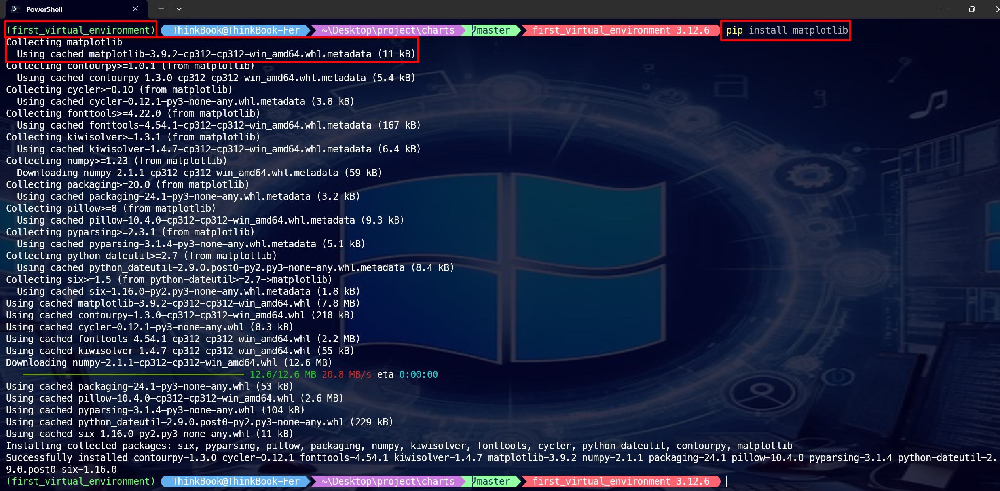 PowerShell
(first_virtual_environment) ThinkBook@ThinkBook-Fer ~\Desktop\project\charts master first_virtual_environment 3.12.6 pip install matplotlib
Collecting matplotlib
  Using cached matplotlib-3.9.2-cp312-cp312-win_amd64.whl.metadata (11 kB)
Collecting contourpy>=1.0.1 (from matplotlib)
  Using cached contourpy-1.3.0-cp312-cp312-win_amd64.whl.metadata (5.4 kB)
Collecting cycler>=0.10 (from matplotlib)
  Using cached cycler-0.12.1-py3-none-any.whl.metadata (3.8 kB)
Collecting fonttools>=4.22.0 (from matplotlib)
  Using cached fonttools-4.54.1-cp312-cp312-win_amd64.whl.metadata (167 kB)
Collecting kiwisolver>=1.3.1 (from matplotlib)
  Using cached kiwisolver-1.4.7-cp312-cp312-win_amd64.whl.metadata (6.4 kB)
Collecting numpy>=1.23 (from matplotlib)
  Downloading numpy-2.1.1-cp312-cp312-win_amd64.whl.metadata (59 kB)
Collecting packaging>=20.0 (from matplotlib)
  Using cached packaging-24.1-py3-none-any.whl.metadata (3.2 kB)
Collecting pillow>=8 (from matplotlib)
  Using cached pillow-10.4.0-cp312-cp312-win_amd64.whl.metadata (9.3 kB)
Collecting pyparsing>=2.3.1 (from matplotlib)
  Using cached pyparsing-3.1.4-py3-none-any.whl.metadata (5.1 kB)
Collecting python-dateutil>=2.7 (from matplotlib)
  Using cached python_dateutil-2.9.0.post0-py2.py3-none-any.whl.metadata (8.4 kB)
Collecting six>=1.5 (from python-dateutil>=2.7->matplotlib)
  Using cached six-1.16.0-py2.py3-none-any.whl.metadata (1.8 kB)
Using cached matplotlib-3.9.2-cp312-cp312-win_amd64.whl (7.8 MB)
Using cached contourpy-1.3.0-cp312-cp312-win_amd64.whl (218 kB)
Using cached cycler-0.12.1-py3-none-any.whl (8.3 kB)
Using cached fonttools-4.54.1-cp312-cp312-win_amd64.whl (2.2 MB)
Using cached kiwisolver-1.4.7-cp312-cp312-win_amd64.whl (55 kB)
Downloading numpy-2.1.1-cp312-cp312-win_amd64.whl (12.6 MB)
12.6/12.6 MB 20.8 MB/s eta 0:00:00
Using cached packaging-24.1-py3-none-any.whl (53 kB)
Using cached pillow-10.4.0-cp312-cp312-win_amd64.whl (2.6 MB)
Using cached pyparsing-3.1.4-py3-none-any.whl (104 kB)
Using cached python_dateutil-2.9.0.post0-py2.py3-none-any.whl (229 kB)
Using cached six-1.16.0-py2.py3-none-any.whl (11 kB)
Installing collected packages: six, pyparsing, pillow, packaging, numpy, kiwisolver, fonttools, cycler, python-dateutil, contourpy, matplotlib
Successfully installed contourpy-1.3.0 cycler-0.12.1 fonttools-4.54.1 kiwisolver-1.4.7 matplotlib-3.9.2 numpy-2.1.1 packaging-24.1 pillow-10.4.0 pyparsing-3.1.4 python-dateutil-2.
9.0.post0 six-1.16.0
(first_virtual_environment) ThinkBook@ThinkBook-Fer ~\Desktop\project\charts master first_virtual_environment 3.12.6